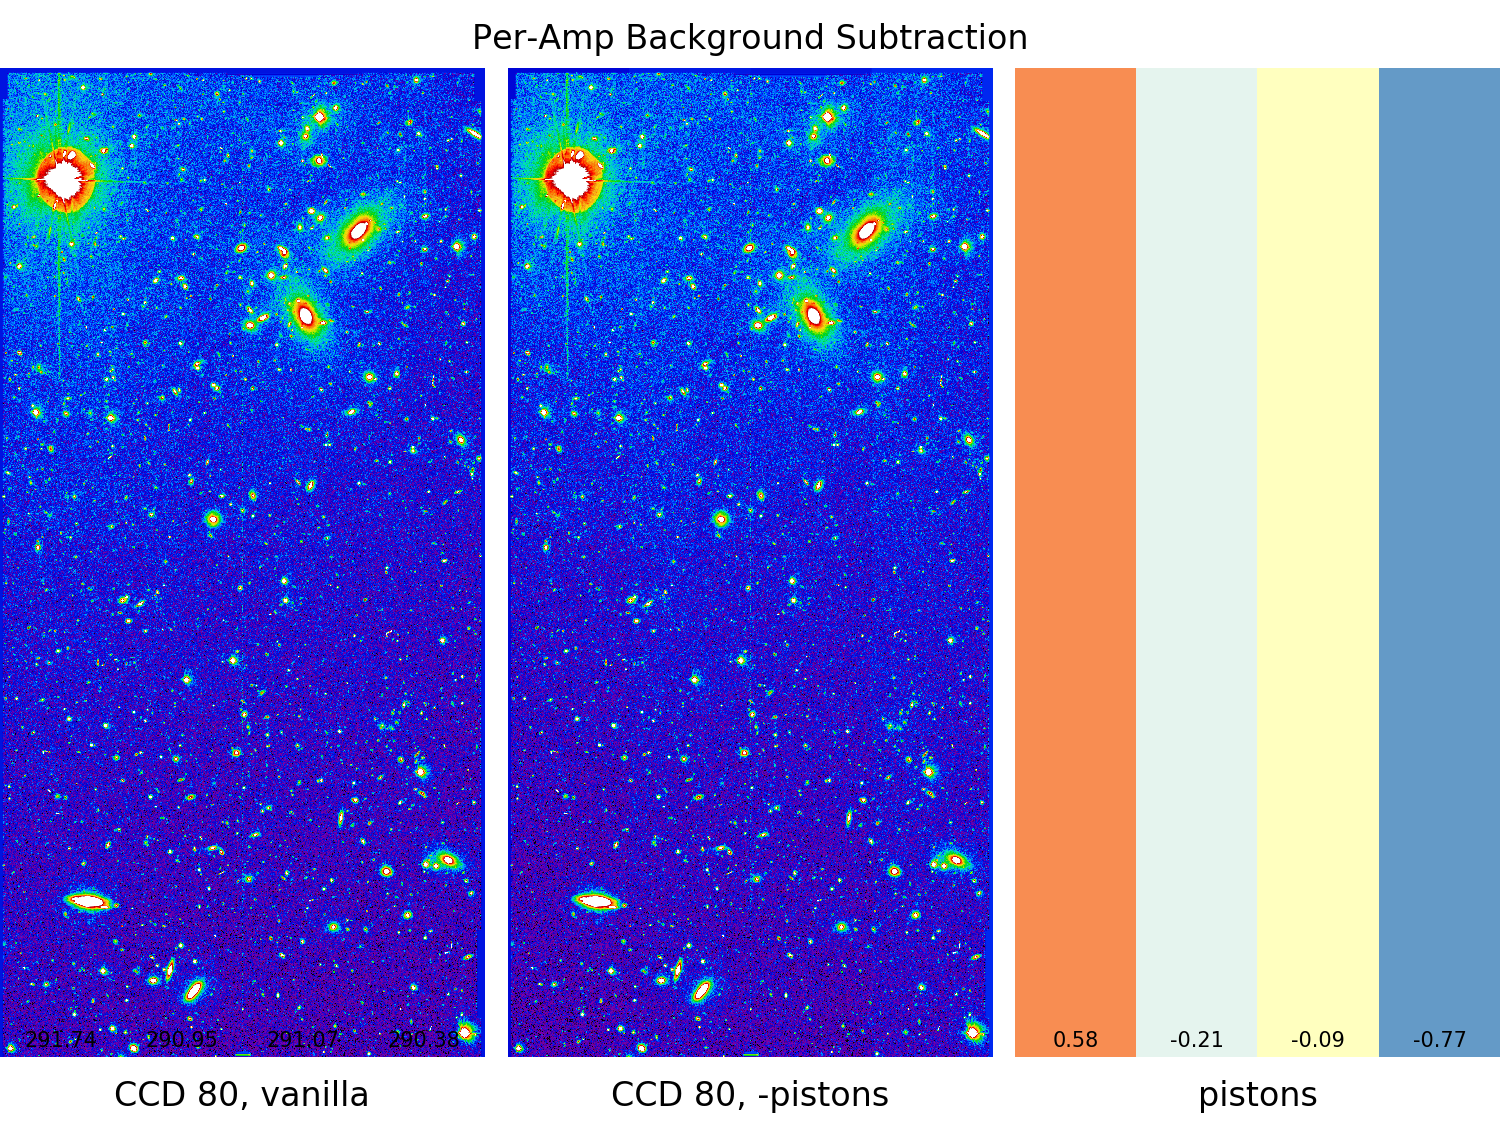 Per-Amp Background Subtraction
291.74 290.95 291.07 290.38
0.58 -0.21 -0.09 -0.77
CCD 80, vanilla
CCD 80, -pistons
pistons